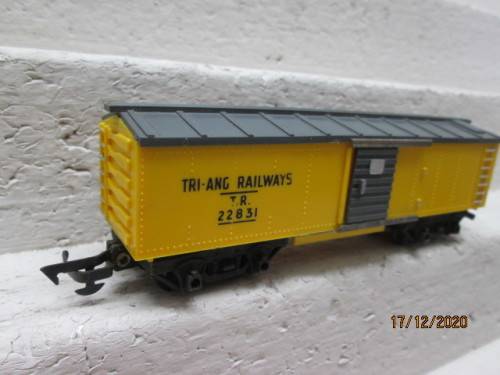 TRI-ANG RAILWAYS
T.R.
22831
17/12/2020